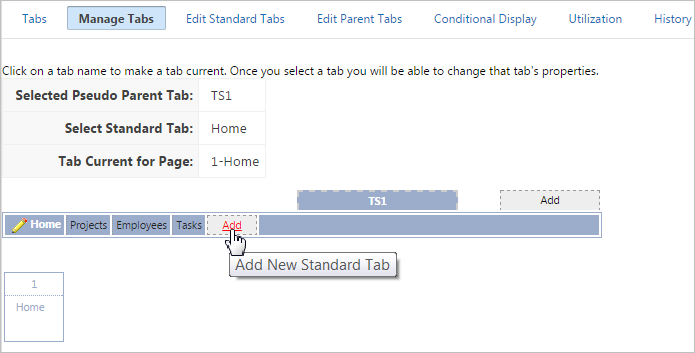 Tabs Manage Tabs Edit Standard Tabs Edit Parent Tabs Conditional Display Utilization History
Click on a tab name to make a tab current. Once you select a tab you will be able to change that tab's properties.
Selected Pseudo Parent Tab: TS1
Select Standard Tab: Home
Tab Current for Page: 1-Home
TS1 Add
Home Projects Employees Tasks Add
Add New Standard Tab
1
Home